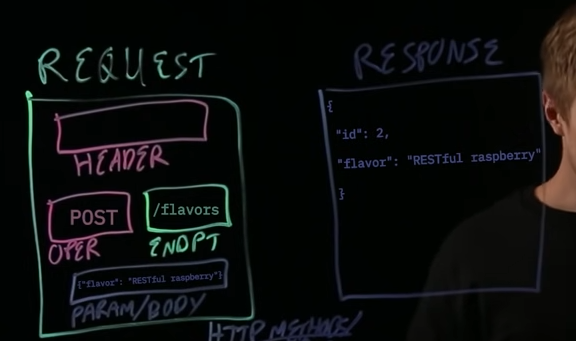 REQUEST
HEADER
POST
OPER
/flavors
ENDPT
{"flavor": "RESTful raspberry"}
PARAM/BODY
HTTP METHODS/
RESPONSE
{
"id": 2,
"flavor": "RESTful raspberry"
}